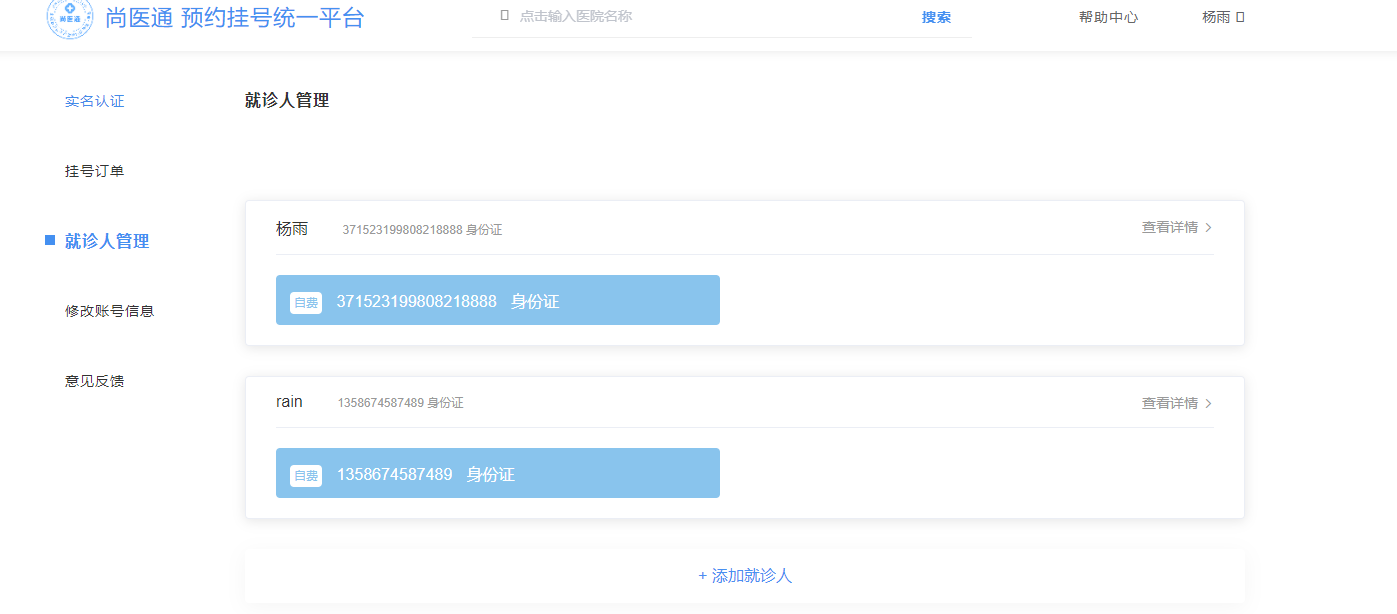 尚医通
尚医通 预约挂号统一平台
点击输入医院名称
搜索
帮助中心
杨雨
实名认证
挂号订单
就诊人管理
修改账号信息
意见反馈
就诊人管理
杨雨 371523199808218888 身份证 查看详情
自费 371523199808218888 身份证
rain 1358674587489 身份证 查看详情
自费 1358674587489 身份证
+ 添加就诊人